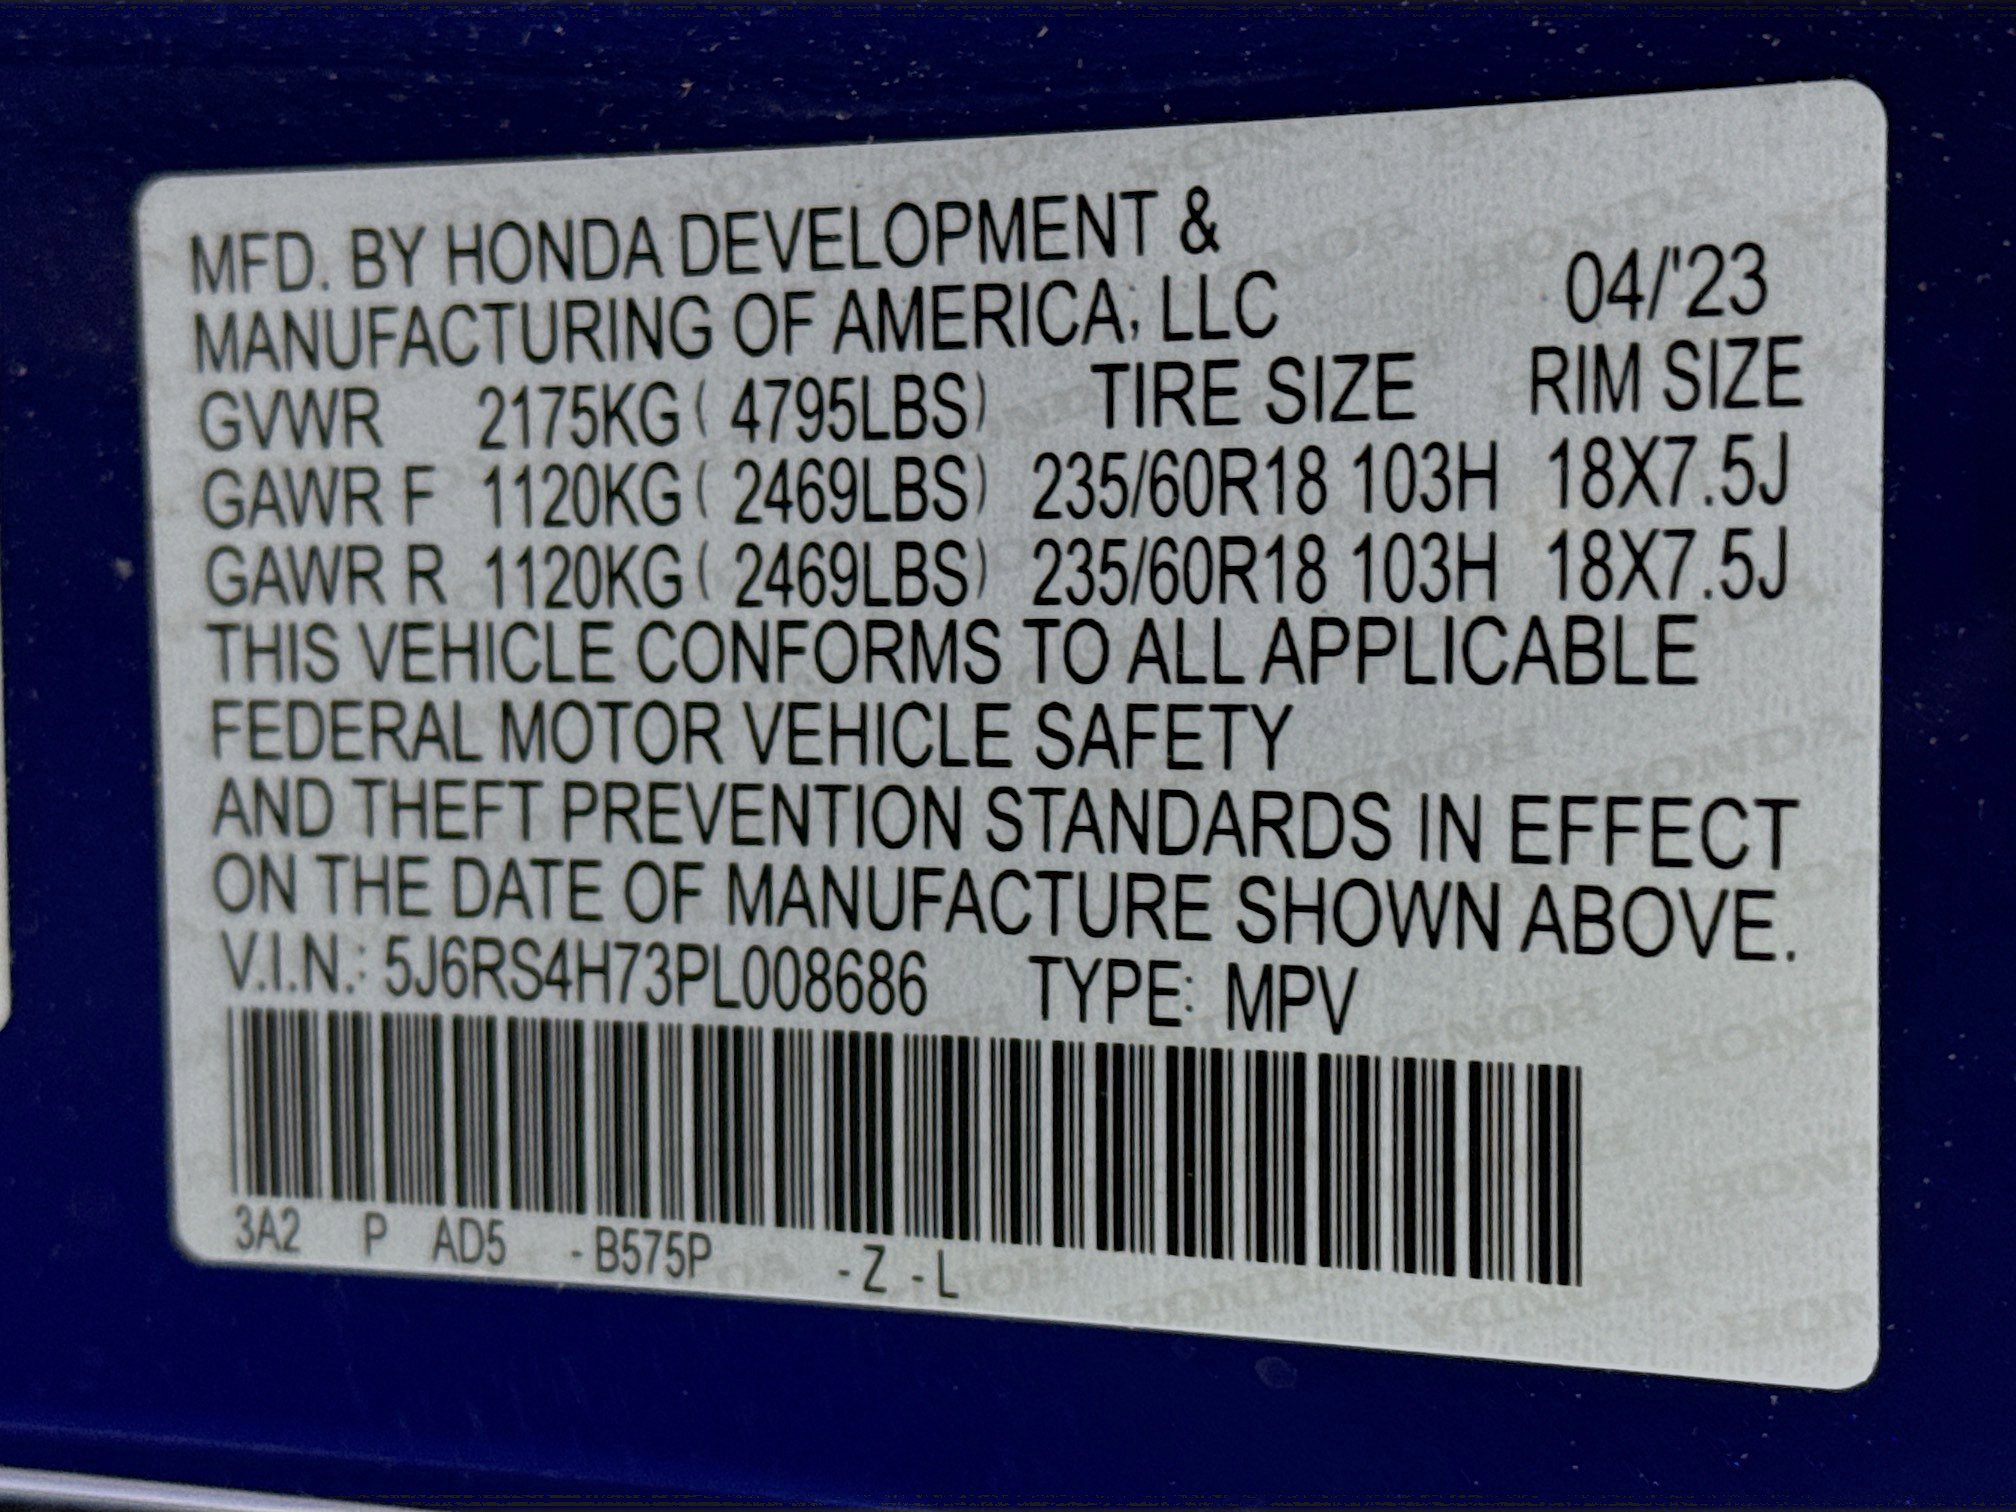 MFD. BY HONDA DEVELOPMENT &
MANUFACTURING OF AMERICA, LLC 04/'23
GVWR 2175KG ( 4795LBS) TIRE SIZE RIM SIZE
GAWR F 1120KG ( 2469LBS) 235/60R18 103H 18X7.5J
GAWR R 1120KG ( 2469LBS) 235/60R18 103H 18X7.5J
THIS VEHICLE CONFORMS TO ALL APPLICABLE
FEDERAL MOTOR VEHICLE SAFETY
AND THEFT PREVENTION STANDARDS IN EFFECT
ON THE DATE OF MANUFACTURE SHOWN ABOVE.
V.I.N.: 5J6RS4H73PL008686 TYPE: MPV
3A2 P AD5 - B575P - Z - L